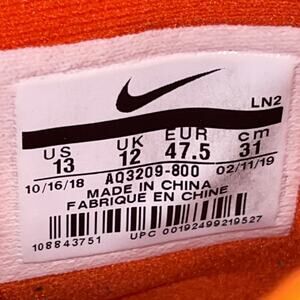 LN2
US UK EUR cm
13 12 47.5 31
10/16/18 AQ3209-800 02/11/19
MADE IN CHINA
FABRIQUE EN CHINE
108843751 UPC 00192499219527